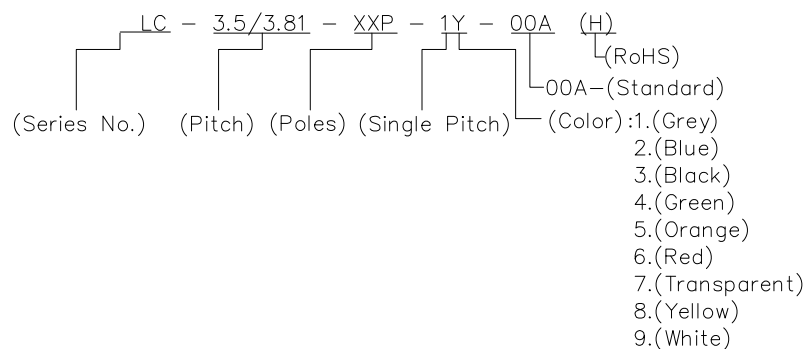 LC - 3.5/3.81 - XXP - 1Y - 00A (H)
(RoHS)
00A-(Standard)
(Series No.) (Pitch) (Poles) (Single Pitch) (Color):1.(Grey)
2.(Blue)
3.(Black)
4.(Green)
5.(Orange)
6.(Red)
7.(Transparent)
8.(Yellow)
9.(White)